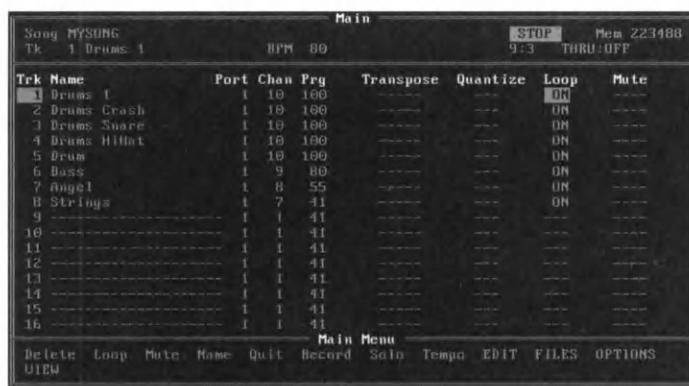 Main
Song MYSONG STOP Mem 223488
Tk 1 Drums 1 BPM 80 9:3 THRU:OFF
Trk Name Port Chan Prg Transpose Quantize Loop Mute
1 Drums 1 1 10 100 ----- --- ON ----
2 Drums Crash 1 10 100 ----- --- ON ----
3 Drums Snare 1 10 100 ----- --- ON ----
4 Drums HiHat 1 10 100 ----- --- ON ----
5 Drum 1 10 100 ----- --- ON ----
6 Bass 1 9 80 ----- --- ON ----
7 Angel 1 8 55 ----- --- ON ----
8 Strings 1 7 41 ----- --- ON ----
9 ---------------------- 1 1 41 ----- --- --- ----
10 ---------------------- 1 1 41 ----- --- --- ----
11 ---------------------- 1 1 41 ----- --- --- ----
12 ---------------------- 1 1 41 ----- --- --- ----
13 ---------------------- 1 1 41 ----- --- --- ----
14 ---------------------- 1 1 41 ----- --- --- ----
15 ---------------------- 1 1 41 ----- --- --- ----
16 ---------------------- 1 1 41 ----- --- --- ----
Main Menu
Delete Loop Mute Name Quit Record Solo Tempo EDIT FILES OPTIONS
VIEW